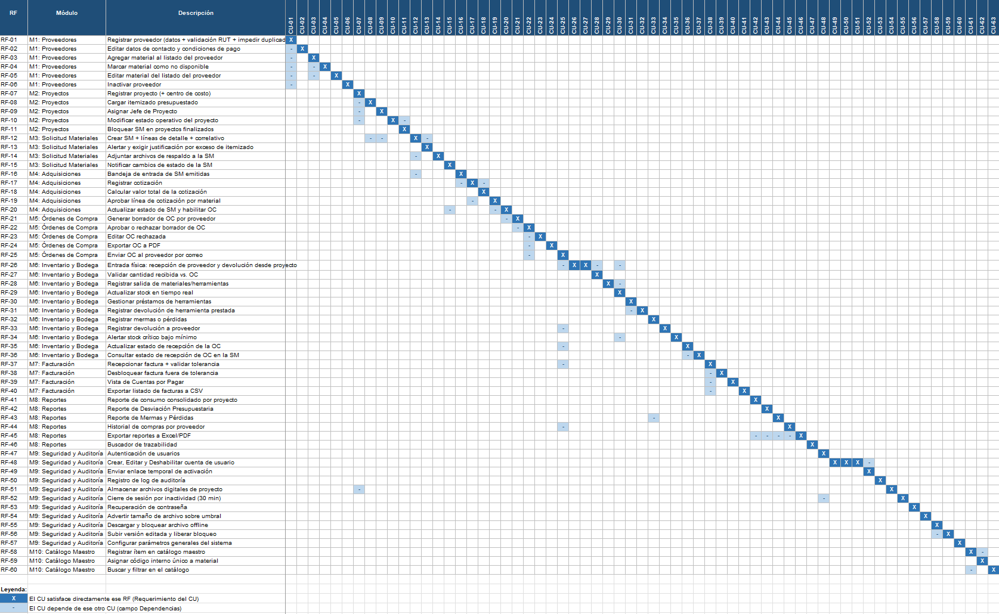 RF Módulo Descripción CU-01 CU-02 CU-03 CU-04 CU-05 CU-06 CU-07 CU-08 CU-09 CU-10 CU-11 CU-12 CU-13 CU-14 CU-15 CU-16 CU-17 CU-18 CU-19 CU-20 CU-21 CU-22 CU-23 CU-24 CU-25 CU-26 CU-27 CU-28 CU-29 CU-30 CU-31 CU-32 CU-33 CU-34 CU-35 CU-36 CU-37 CU-38 CU-39 CU-40 CU-41 CU-42 CU-43 CU-44 CU-45 CU-46 CU-47 CU-48 CU-49 CU-50 CU-51 CU-52 CU-53 CU-54 CU-55 CU-56 CU-57 CU-58 CU-59 CU-60 CU-61 CU-62 CU-63
RF-01 M1: Proveedores Registrar proveedor (datos + validación RUT + impedir duplicad X
RF-02 M1: Proveedores Editar datos de contacto y condiciones de pago - X
RF-03 M1: Proveedores Agregar material al listado del proveedor - X
RF-04 M1: Proveedores Marcar material como no disponible - - X
RF-05 M1: Proveedores Editar material del listado del proveedor - - X
RF-06 M1: Proveedores Inactivar proveedor - X
RF-07 M2: Proyectos Registrar proyecto (+ centro de costo) X
RF-08 M2: Proyectos Cargar itemizado presupuestado - X
RF-09 M2: Proyectos Asignar Jefe de Proyecto - X
RF-10 M2: Proyectos Modificar estado operativo del proyecto - X -
RF-11 M2: Proyectos Bloquear SM en proyectos finalizados X
RF-12 M3: Solicitud Materiales Crear SM + líneas de detalle + correlativo - - X -
RF-13 M3: Solicitud Materiales Alertar y exigir justificación por exceso de itemizado X
RF-14 M3: Solicitud Materiales Adjuntar archivos de respaldo a la SM - X
RF-15 M3: Solicitud Materiales Notificar cambios de estado de la SM X
RF-16 M4: Adquisiciones Bandeja de entrada de SM emitidas - X
RF-17 M4: Adquisiciones Registrar cotización - X -
RF-18 M4: Adquisiciones Calcular valor total de la cotización X
RF-19 M4: Adquisiciones Aprobar línea de cotización por material - X
RF-20 M4: Adquisiciones Actualizar estado de SM y habilitar OC - - X
RF-21 M5: Órdenes de Compra Generar borrador de OC por proveedor - X
RF-22 M5: Órdenes de Compra Aprobar o rechazar borrador de OC - X
RF-23 M5: Órdenes de Compra Editar OC rechazada - X
RF-24 M5: Órdenes de Compra Exportar OC a PDF - X
RF-25 M5: Órdenes de Compra Enviar OC al proveedor por correo - X
RF-26 M6: Inventario y Bodega Entrada física: recepción de proveedor y devolución desde proyecto - X X - -
RF-27 M6: Inventario y Bodega Validar cantidad recibida vs. OC X
RF-28 M6: Inventario y Bodega Registrar salida de materiales/herramientas X -
RF-29 M6: Inventario y Bodega Actualizar stock en tiempo real X
RF-30 M6: Inventario y Bodega Gestionar préstamos de herramientas X
RF-31 M6: Inventario y Bodega Registrar devolución de herramienta prestada - X
RF-32 M6: Inventario y Bodega Registrar mermas o pérdidas X
RF-33 M6: Inventario y Bodega Registrar devolución a proveedor - X
RF-34 M6: Inventario y Bodega Alertar stock crítico bajo mínimo - X
RF-35 M6: Inventario y Bodega Actualizar estado de recepción de la OC - X
RF-36 M6: Inventario y Bodega Consultar estado de recepción de OC en la SM - X
RF-37 M7: Facturación Recepcionar factura + validar tolerancia - X
RF-38 M7: Facturación Desbloquear factura fuera de tolerancia - X
RF-39 M7: Facturación Vista de Cuentas por Pagar - X
RF-40 M7: Facturación Exportar listado de facturas a CSV - X
RF-41 M8: Reportes Reporte de consumo consolidado por proyecto X
RF-42 M8: Reportes Reporte de Desviación Presupuestaria X
RF-43 M8: Reportes Reporte de Mermas y Pérdidas - X
RF-44 M8: Reportes Historial de compras por proveedor - X
RF-45 M8: Reportes Exportar reportes a Excel/PDF - - - - X
RF-46 M8: Reportes Buscador de trazabilidad X
RF-47 M9: Seguridad y Auditoría Autenticación de usuarios X
RF-48 M9: Seguridad y Auditoría Crear, Editar y Deshabilitar cuenta de usuario X X X -
RF-49 M9: Seguridad y Auditoría Enviar enlace temporal de activación X
RF-50 M9: Seguridad y Auditoría Registro de log de auditoría X
RF-51 M9: Seguridad y Auditoría Almacenar archivos digitales de proyecto - X
RF-52 M9: Seguridad y Auditoría Cierre de sesión por inactividad (30 min) - X
RF-53 M9: Seguridad y Auditoría Recuperación de contraseña X
RF-54 M9: Seguridad y Auditoría Advertir tamaño de archivo sobre umbral X
RF-55 M9: Seguridad y Auditoría Descargar y bloquear archivo offline X
RF-56 M9: Seguridad y Auditoría Subir versión editada y liberar bloqueo - X
RF-57 M9: Seguridad y Auditoría Configurar parámetros generales del sistema X
RF-58 M10: Catálogo Maestro Registrar ítem en catálogo maestro X -
RF-59 M10: Catálogo Maestro Asignar código interno único a material X
RF-60 M10: Catálogo Maestro Buscar y filtrar en el catálogo - X
Leyenda:
X El CU satisface directamente ese RF (Requerimiento del CU)
- El CU depende de ese otro CU (campo Dependencias)